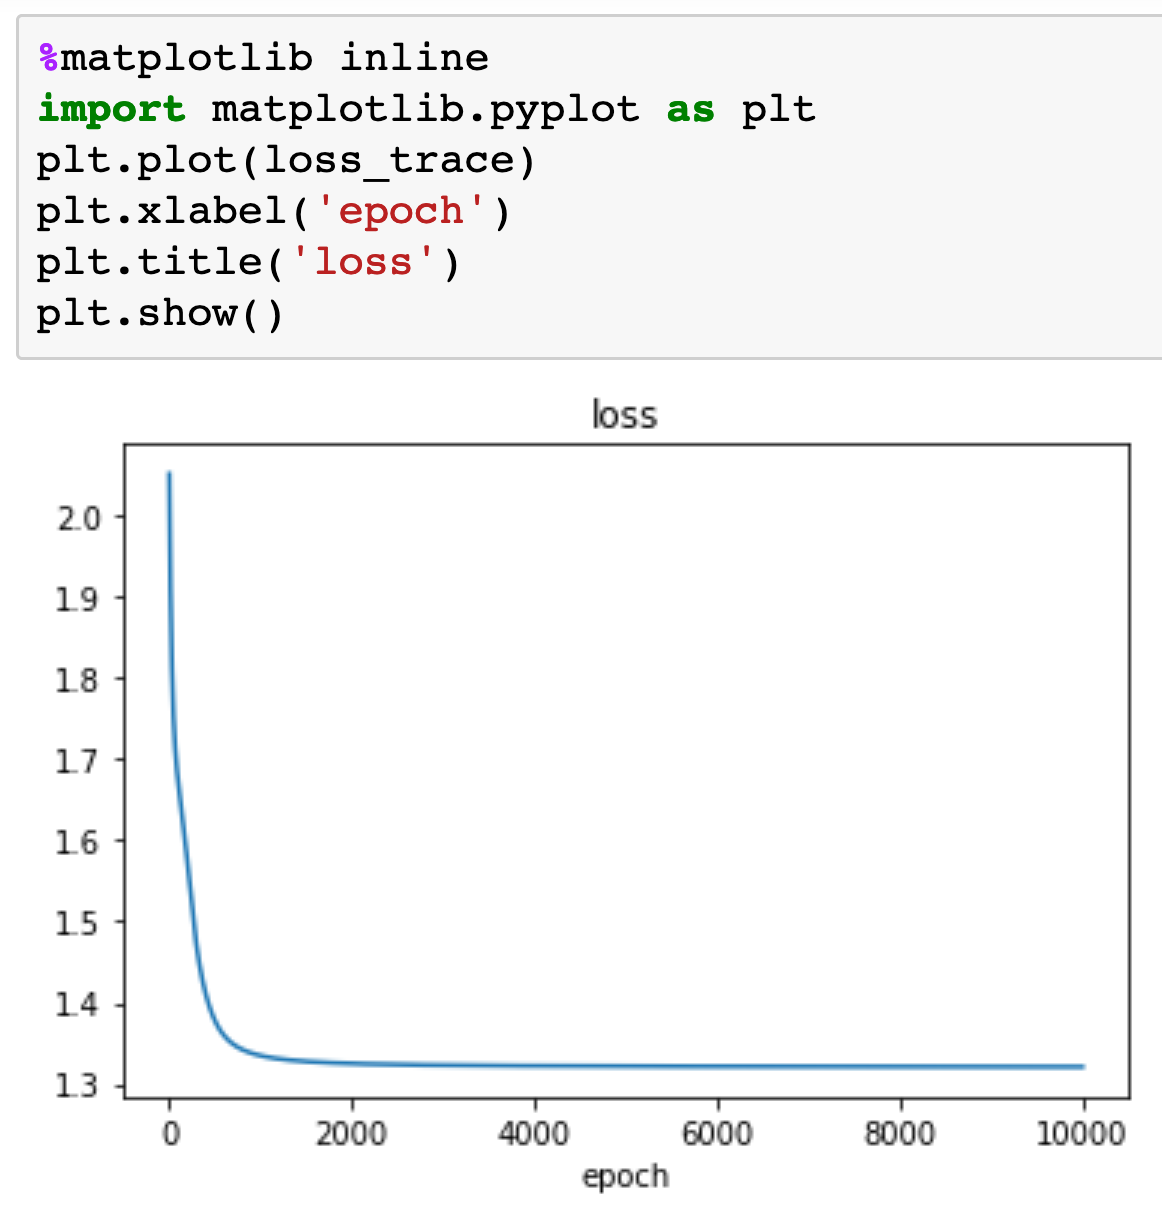 %matplotlib inline
import matplotlib.pyplot as plt
plt.plot(loss_trace)
plt.xlabel('epoch')
plt.title('loss')
plt.show()
loss
2.0
1.9
1.8
1.7
1.6
1.5
1.4
1.3
0 2000 4000 6000 8000 10000
epoch